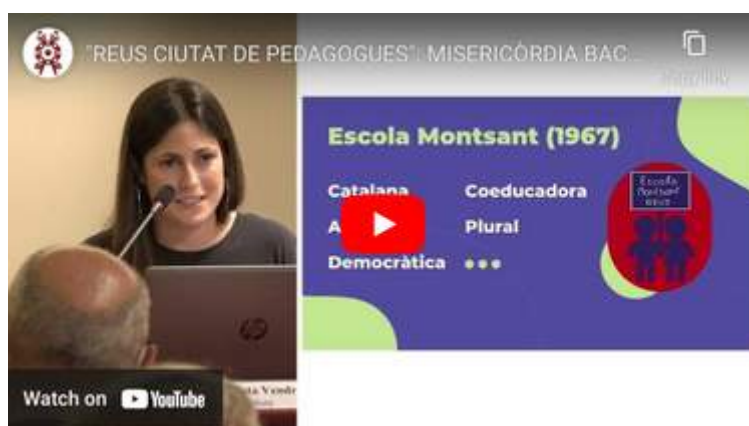 "REUS CIUTAT DE PEDAGOGUES": MISERICÒRDIA BAC...
Escola Montsant (1967)
Catalana Coeducadora
A Plural
Democràtica
Escola
Montsant
REUS
hp
Watch on YouTube